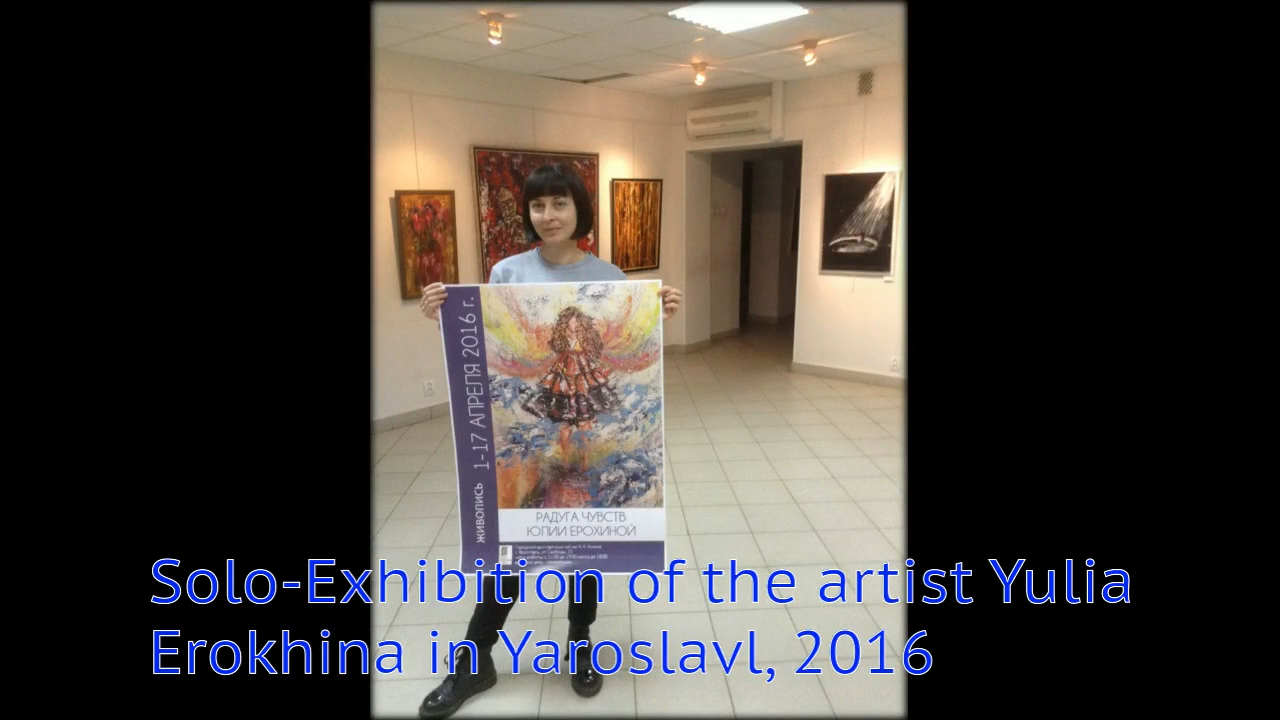 живопись 1-17 АПРЕЛЯ 2016 г.
РАДУГА ЧУВСТВ
ЮЛИИ ЕРОХИНОЙ
Solo-Exhibition of the artist Yulia
Erokhina in Yaroslavl, 2016